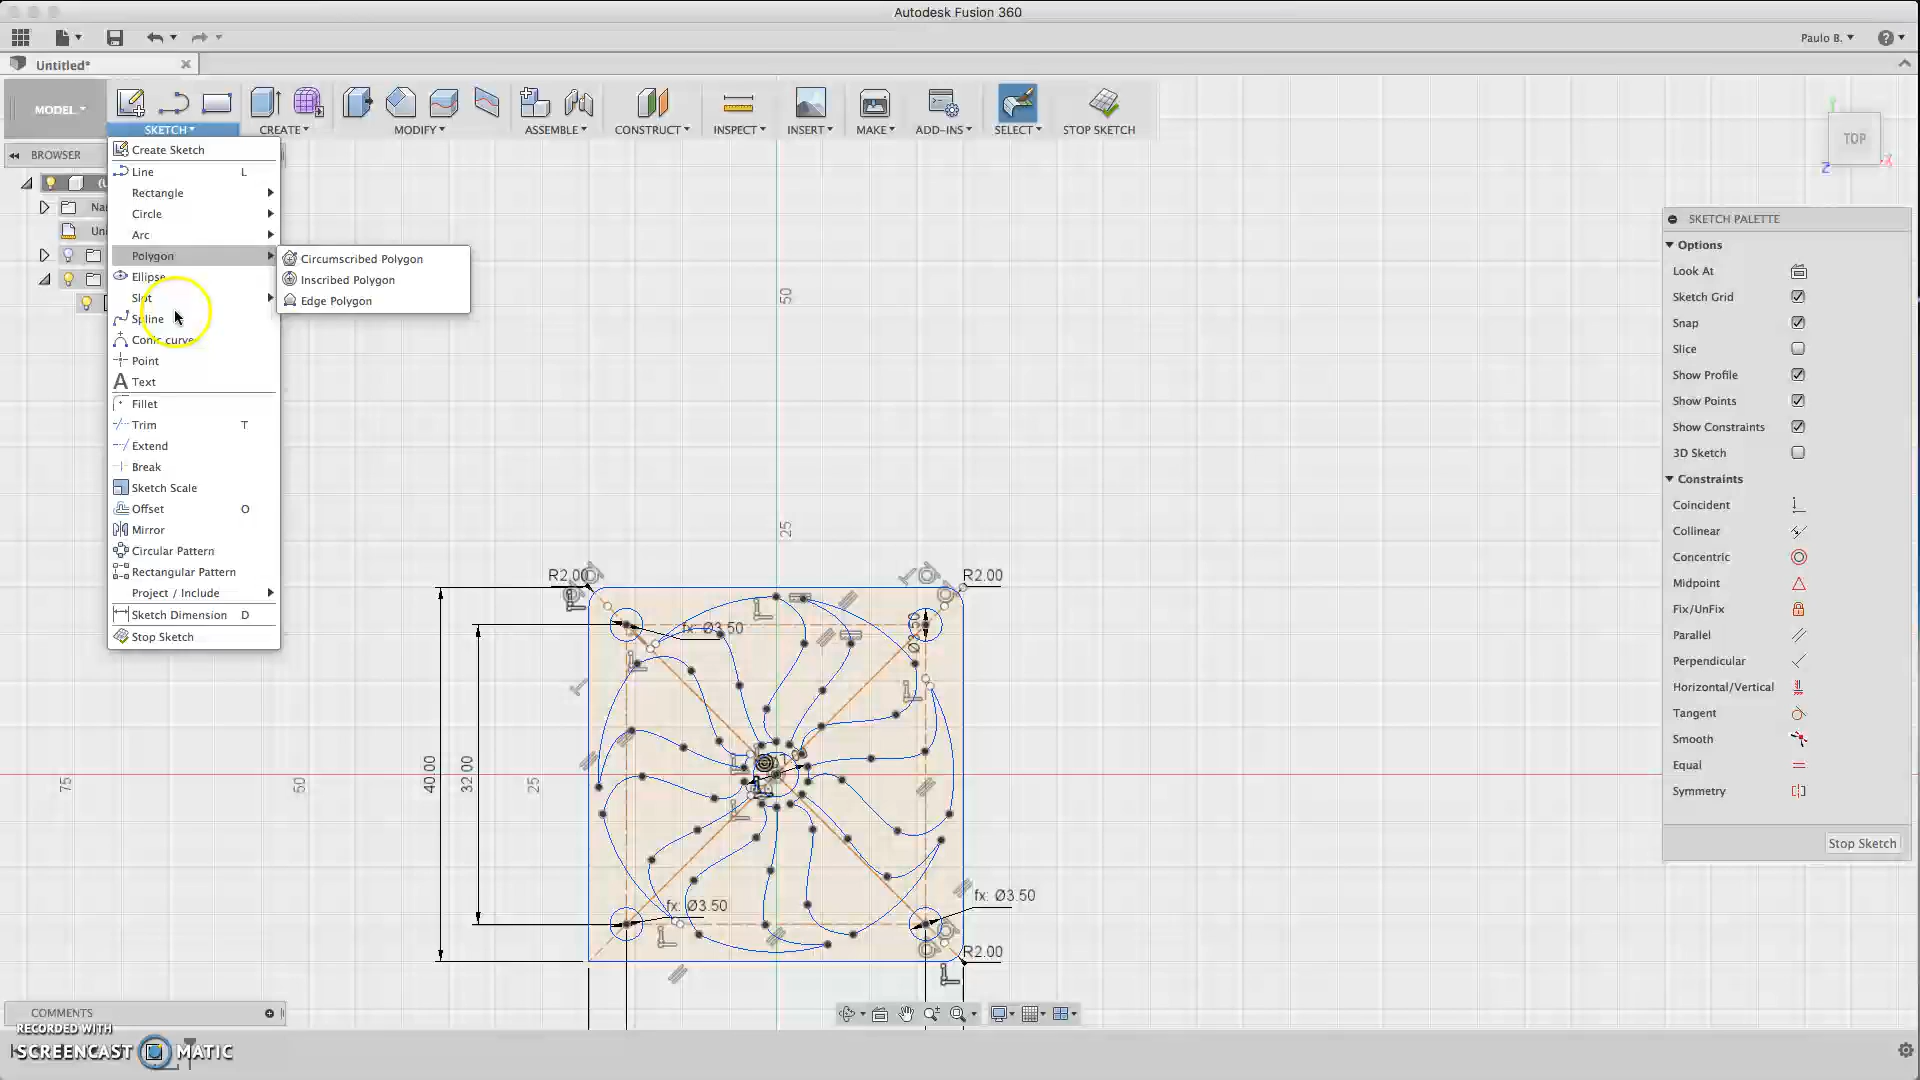 Autodesk Fusion 360
Paulo B.
Untitled*
MODEL
SKETCH
CREATE
MODIFY
ASSEMBLE
CONSTRUCT
INSPECT
INSERT
MAKE
ADD-INS
SELECT
STOP SKETCH
BROWSER
TOP
Create Sketch
Line L
Rectangle
Circle
Arc
Polygon
Ellipse
Slot
Spline
Conic curve
Point
Text
Fillet
Trim T
Extend
Break
Sketch Scale
Offset O
Mirror
Circular Pattern
Rectangular Pattern
Project / Include
Sketch Dimension D
Stop Sketch
Circumscribed Polygon
Inscribed Polygon
Edge Polygon
SKETCH PALETTE
Options
Look At
Sketch Grid
Snap
Slice
Show Profile
Show Points
Show Constraints
3D Sketch
Constraints
Coincident
Collinear
Concentric
Midpoint
Fix/UnFix
Parallel
Perpendicular
Horizontal/Vertical
Tangent
Smooth
Equal
Symmetry
Stop Sketch
50
25
R2.00
R2.00
fx: Ø3.50
Ø3.50
40.00
32.00
75
50
25
fx: Ø3.50
fx: Ø3.50
R2.00
COMMENTS
RECORDED WITH
SCREENCAST MATIC